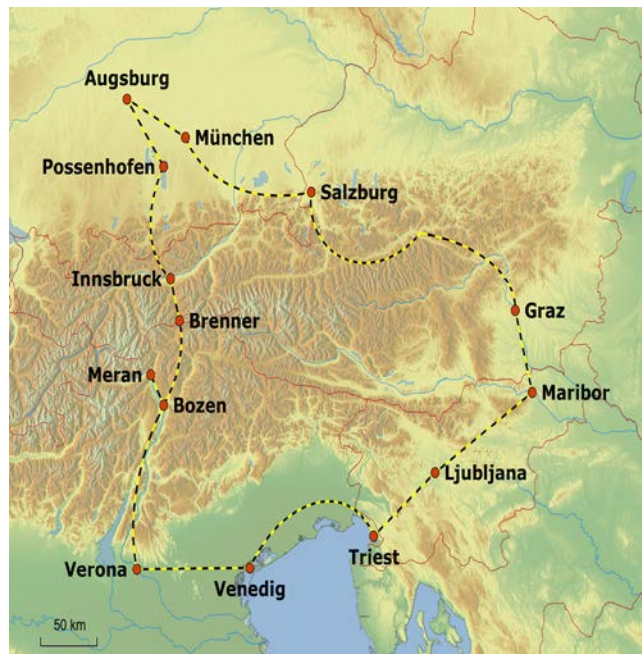 Augsburg
München
Possenhofen
Salzburg
Innsbruck
Graz
Brenner
Meran
Maribor
Bozen
Ljubljana
Triest
Verona
Venedig
50 km